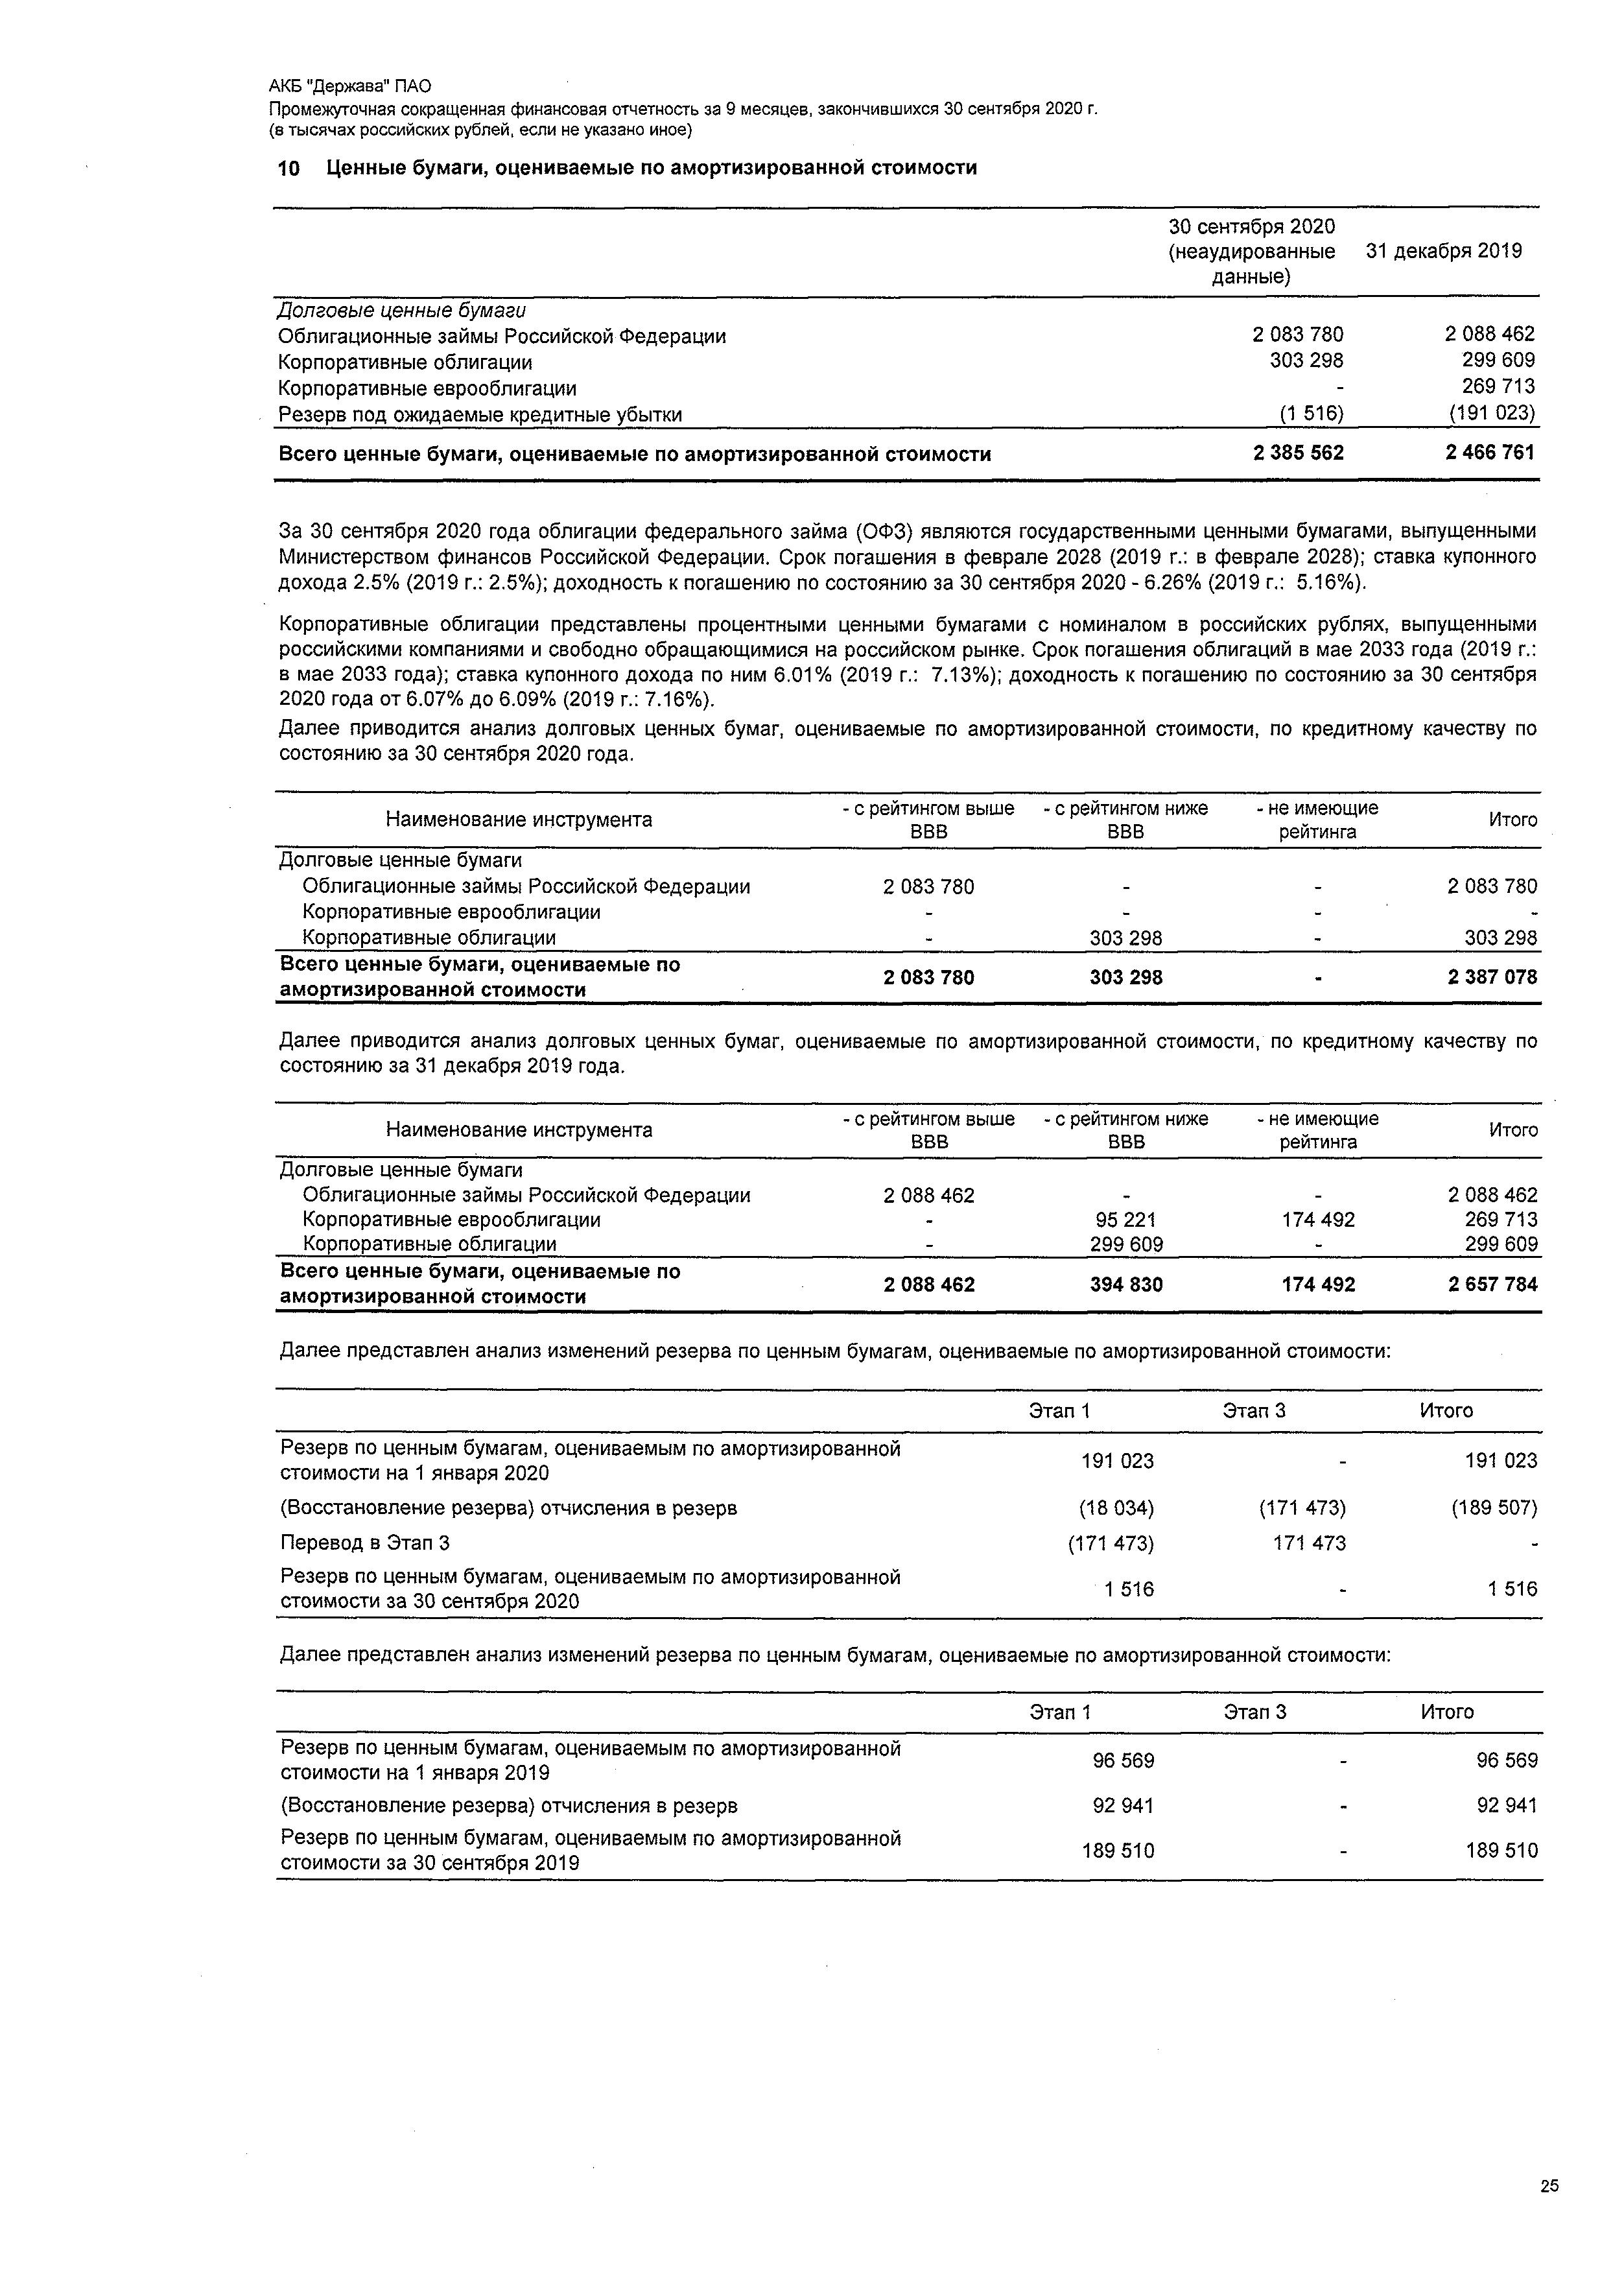 АКБ "Держава" ПАО
Промежуточная сокращенная финансовая отчетность за 9 месяцев, закончившихся 30 сентября 2020 г.
(в тысячах российских рублей, если не указано иное)
10 Ценные бумаги, оцениваемые по амортизированной стоимости
30 сентября 2020
(неаудированные 31 декабря 2019
данные)
Долговые ценные бумаги
Облигационные займы Российской Федерации 2 083 780 2 088 462
Корпоративные облигации 303 298 299 609
Корпоративные еврооблигации - 269 713
Резерв под ожидаемые кредитные убытки (1 516) (191 023)
Всего ценные бумаги, оцениваемые по амортизированной стоимости 2 385 562 2 466 761
За 30 сентября 2020 года облигации федерального займа (ОФЗ) являются государственными ценными бумагами, выпущенными
Министерством финансов Российской Федерации. Срок погашения в феврале 2028 (2019 г.: в феврале 2028); ставка купонного
дохода 2.5% (2019 г.: 2.5%); доходность к погашению по состоянию за 30 сентября 2020 - 6.26% (2019 г.: 5.16%).
Корпоративные облигации представлены процентными ценными бумагами с номиналом в российских рублях, выпущенными
российскими компаниями и свободно обращающимися на российском рынке. Срок погашения облигаций в мае 2033 года (2019 г.:
в мае 2033 года); ставка купонного дохода по ним 6.01% (2019 г.: 7.13%); доходность к погашению по состоянию за 30 сентября
2020 года от 6.07% до 6.09% (2019 г.: 7.16%).
Далее приводится анализ долговых ценных бумаг, оцениваемые по амортизированной стоимости, по кредитному качеству по
состоянию за 30 сентября 2020 года.
Наименование инструмента - с рейтингом выше - с рейтингом ниже - не имеющие Итого
BBB BBB рейтинга
Долговые ценные бумаги
Облигационные займы Российской Федерации 2 083 780 - - 2 083 780
Корпоративные еврооблигации - - - -
Корпоративные облигации - 303 298 - 303 298
Всего ценные бумаги, оцениваемые по
амортизированной стоимости 2 083 780 303 298 - 2 387 078
Далее приводится анализ долговых ценных бумаг, оцениваемые по амортизированной стоимости, по кредитному качеству по
состоянию за 31 декабря 2019 года.
Наименование инструмента - с рейтингом выше - с рейтингом ниже - не имеющие Итого
BBB BBB рейтинга
Долговые ценные бумаги
Облигационные займы Российской Федерации 2 088 462 - - 2 088 462
Корпоративные еврооблигации - 95 221 174 492 269 713
Корпоративные облигации - 299 609 - 299 609
Всего ценные бумаги, оцениваемые по
амортизированной стоимости 2 088 462 394 830 174 492 2 657 784
Далее представлен анализ изменений резерва по ценным бумагам, оцениваемые по амортизированной стоимости:
Этап 1 Этап 3 Итого
Резерв по ценным бумагам, оцениваемым по амортизированной
стоимости на 1 января 2020 191 023 - 191 023
(Восстановление резерва) отчисления в резерв (18 034) (171 473) (189 507)
Перевод в Этап 3 (171 473) 171 473 -
Резерв по ценным бумагам, оцениваемым по амортизированной
стоимости за 30 сентября 2020 1 516 - 1 516
Далее представлен анализ изменений резерва по ценным бумагам, оцениваемые по амортизированной стоимости:
Этап 1 Этап 3 Итого
Резерв по ценным бумагам, оцениваемым по амортизированной
стоимости на 1 января 2019 96 569 - 96 569
(Восстановление резерва) отчисления в резерв 92 941 - 92 941
Резерв по ценным бумагам, оцениваемым по амортизированной
стоимости за 30 сентября 2019 189 510 - 189 510
25